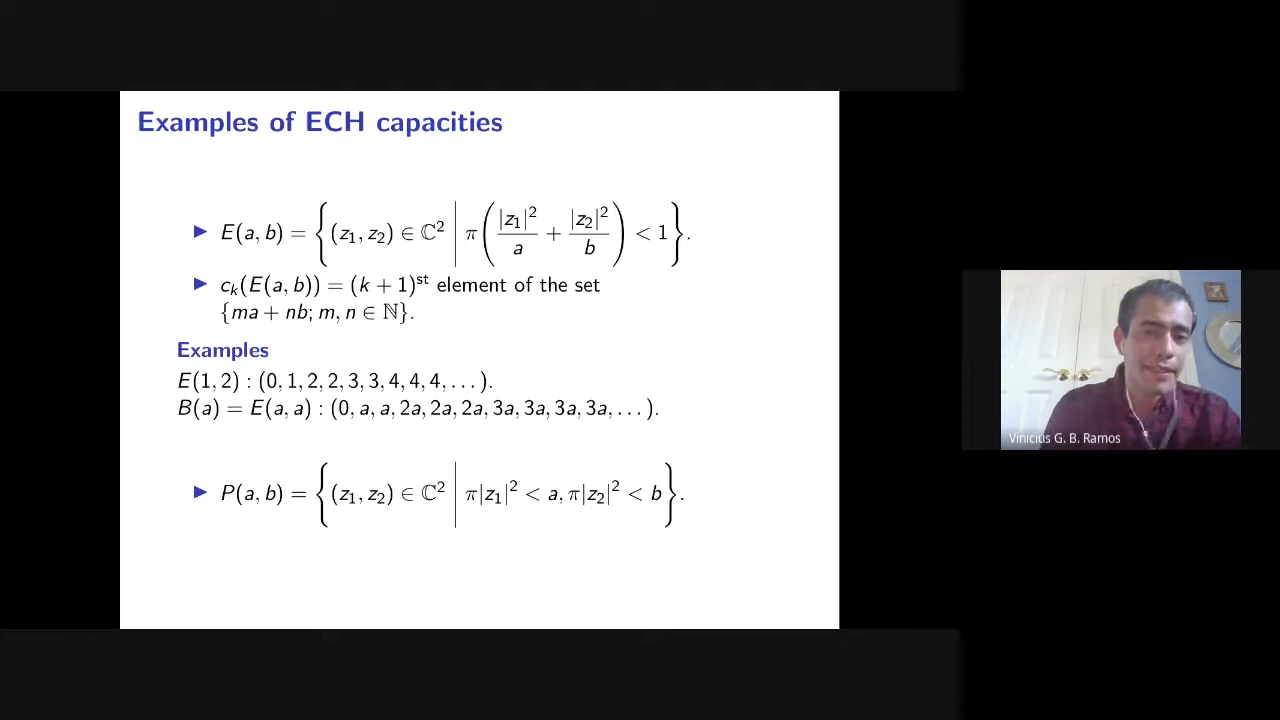 Examples of ECH capacities
▶ E(a, b) = {(z₁, z₂) ∈ ℂ² | π(|z₁|²/a + |z₂|²/b) < 1}.
▶ cₖ(E(a, b)) = (k + 1)ˢᵗ element of the set
{ma + nb; m, n ∈ ℕ}.
Examples
E(1, 2) : (0, 1, 2, 2, 3, 3, 4, 4, 4, . . . ).
B(a) = E(a, a) : (0, a, a, 2a, 2a, 2a, 3a, 3a, 3a, 3a, . . . ).
▶ P(a, b) = {(z₁, z₂) ∈ ℂ² | π|z₁|² < a, π|z₂|² < b}.
Vinicius G. B. Ramos